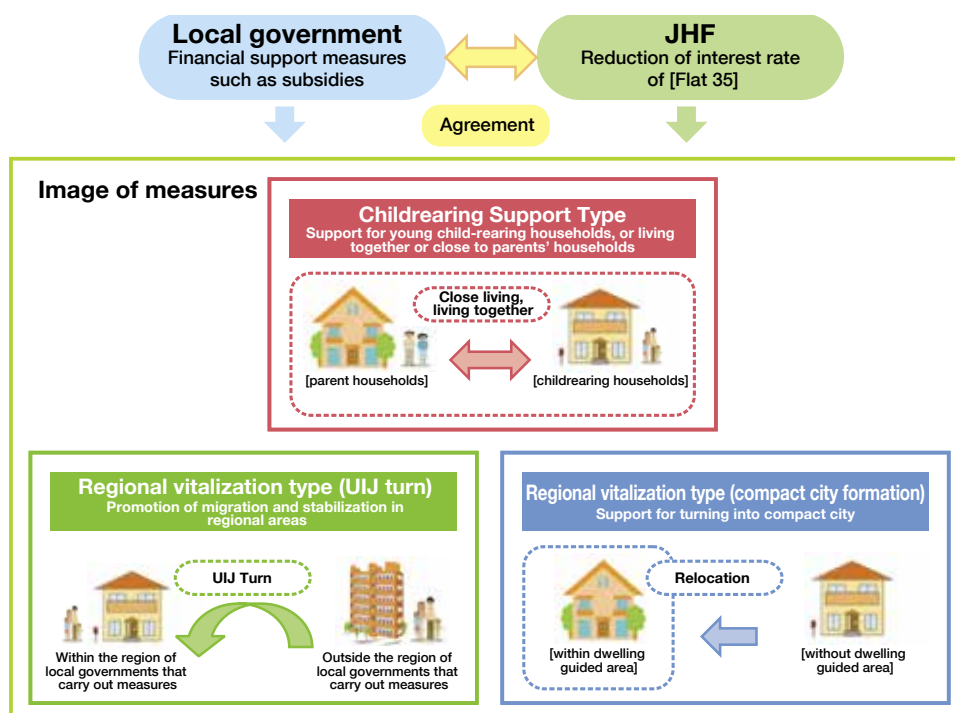 Local government
Financial support measures
such as subsidies
JHF
Reduction of interest rate
of [Flat 35]
Agreement
Image of measures
Childrearing Support Type
Support for young child-rearing households, or living
together or close to parents' households
Close living,
living together
[parent households]
[childrearing households]
Regional vitalization type (UIJ turn)
Promotion of migration and stabilization in
regional areas
UIJ Turn
Within the region of
local governments that
carry out measures
Outside the region of
local governments that
carry out measures
Regional vitalization type (compact city formation)
Support for turning into compact city
Relocation
[within dwelling
guided area]
[without dwelling
guided area]